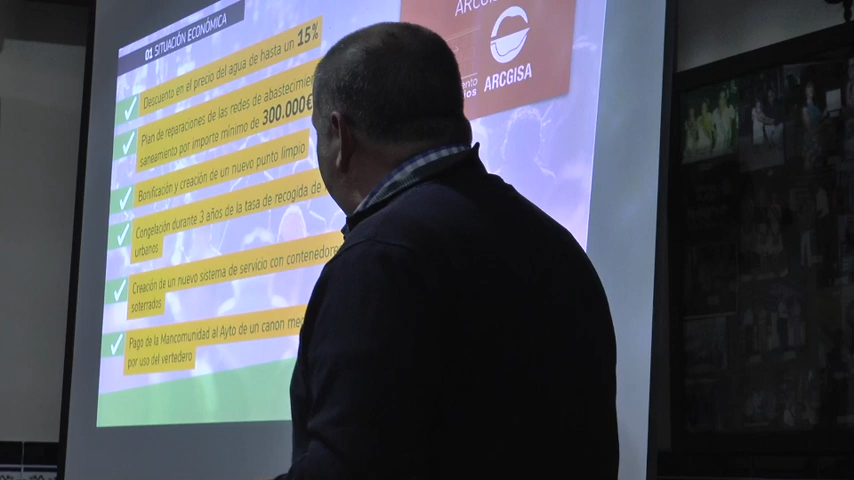 01 SITUACIÓN ECONÓMICA
Descuento en el precio del agua de hasta un 15%
Plan de reparaciones de las redes de
saneamiento por importe mínimo de 300.000€
Bonificación y creación de un nuevo punto limpio
Congelación durante 3 años de la tasa de recogida de
urbanos
Creación de un nuevo sistema de servicio con
soterrados
Pago de la Mancomunidad al Ayto de un canon
por uso del vertedero
ARCGISA